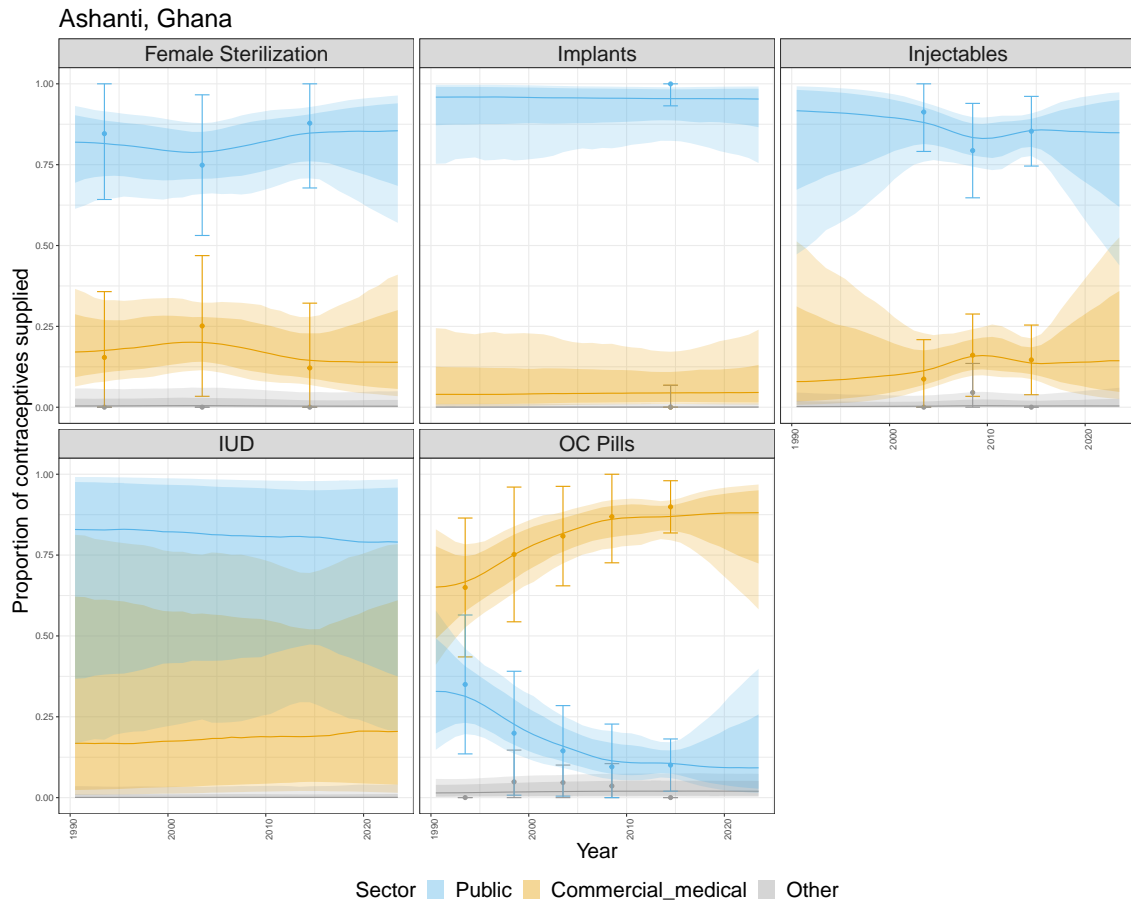 Ashanti, Ghana
Female Sterilization
Implants
Injectables
Proportion of contraceptives supplied
1.00
0.75
0.50
0.25
0.00
1990
2000
2010
2020
IUD
OC Pills
1.00
0.75
0.50
0.25
0.00
1990
2000
2010
2020
1990
2000
2010
2020
Year
Sector Public Commercial_medical Other